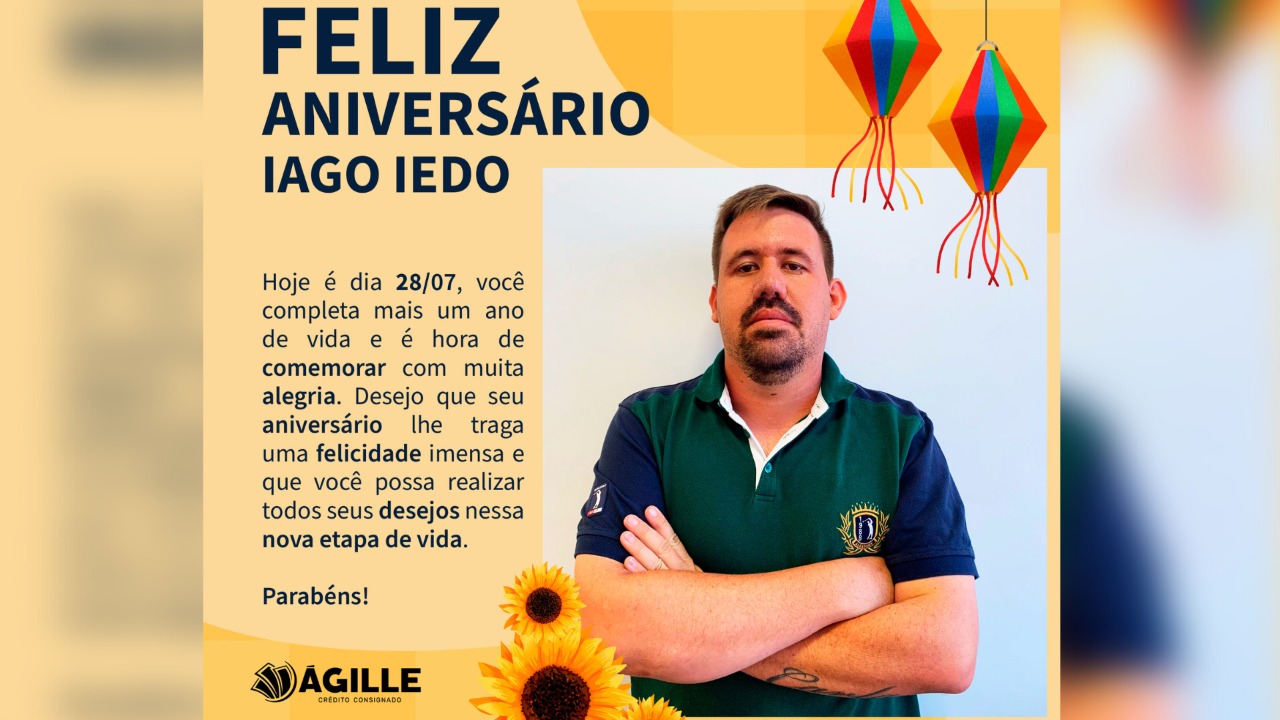 FELIZ
ANIVERSÁRIO
IAGO IEDO
Hoje é dia 28/07, você
completa mais um ano
de vida e é hora de
comemorar com muita
alegria. Desejo que seu
aniversário lhe traga
uma felicidade imensa e
que você possa realizar
todos seus desejos nessa
nova etapa de vida.
Parabéns!
ÁGILLE
CRÉDITO CONSIGNADO